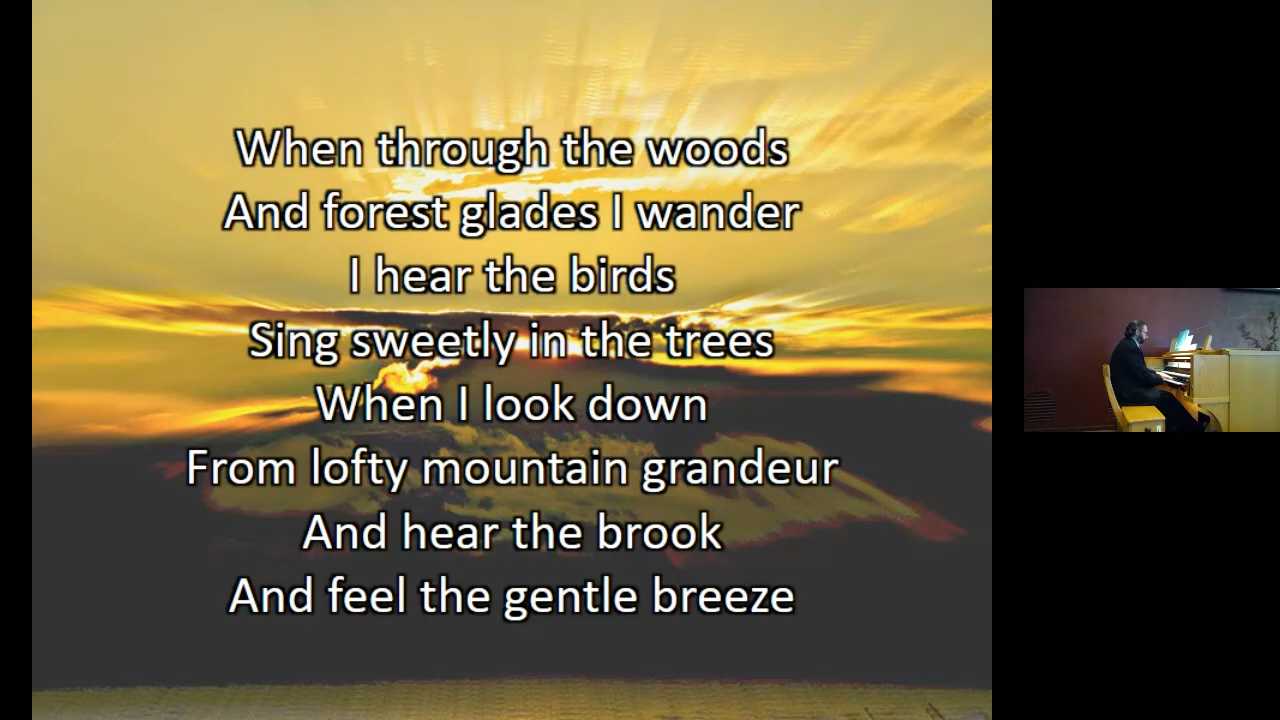 When through the woods
And forest glades I wander
I hear the birds
Sing sweetly in the trees
When I look down
From lofty mountain grandeur
And hear the brook
And feel the gentle breeze